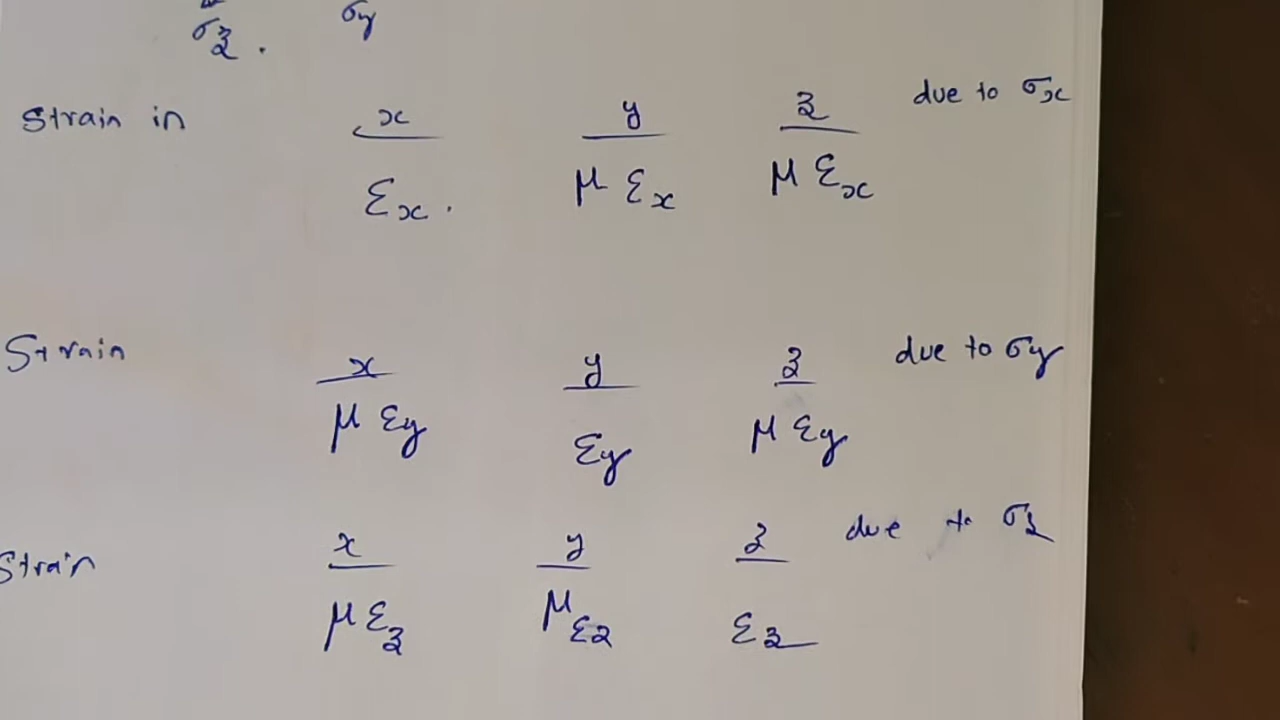 σz . σy
Strain in x y z due to σx
εx . μ εx μ εx
Strain x y z due to σy
μ εy εy μ εy
Strain x y z due to σz
μ εz μ εz εz